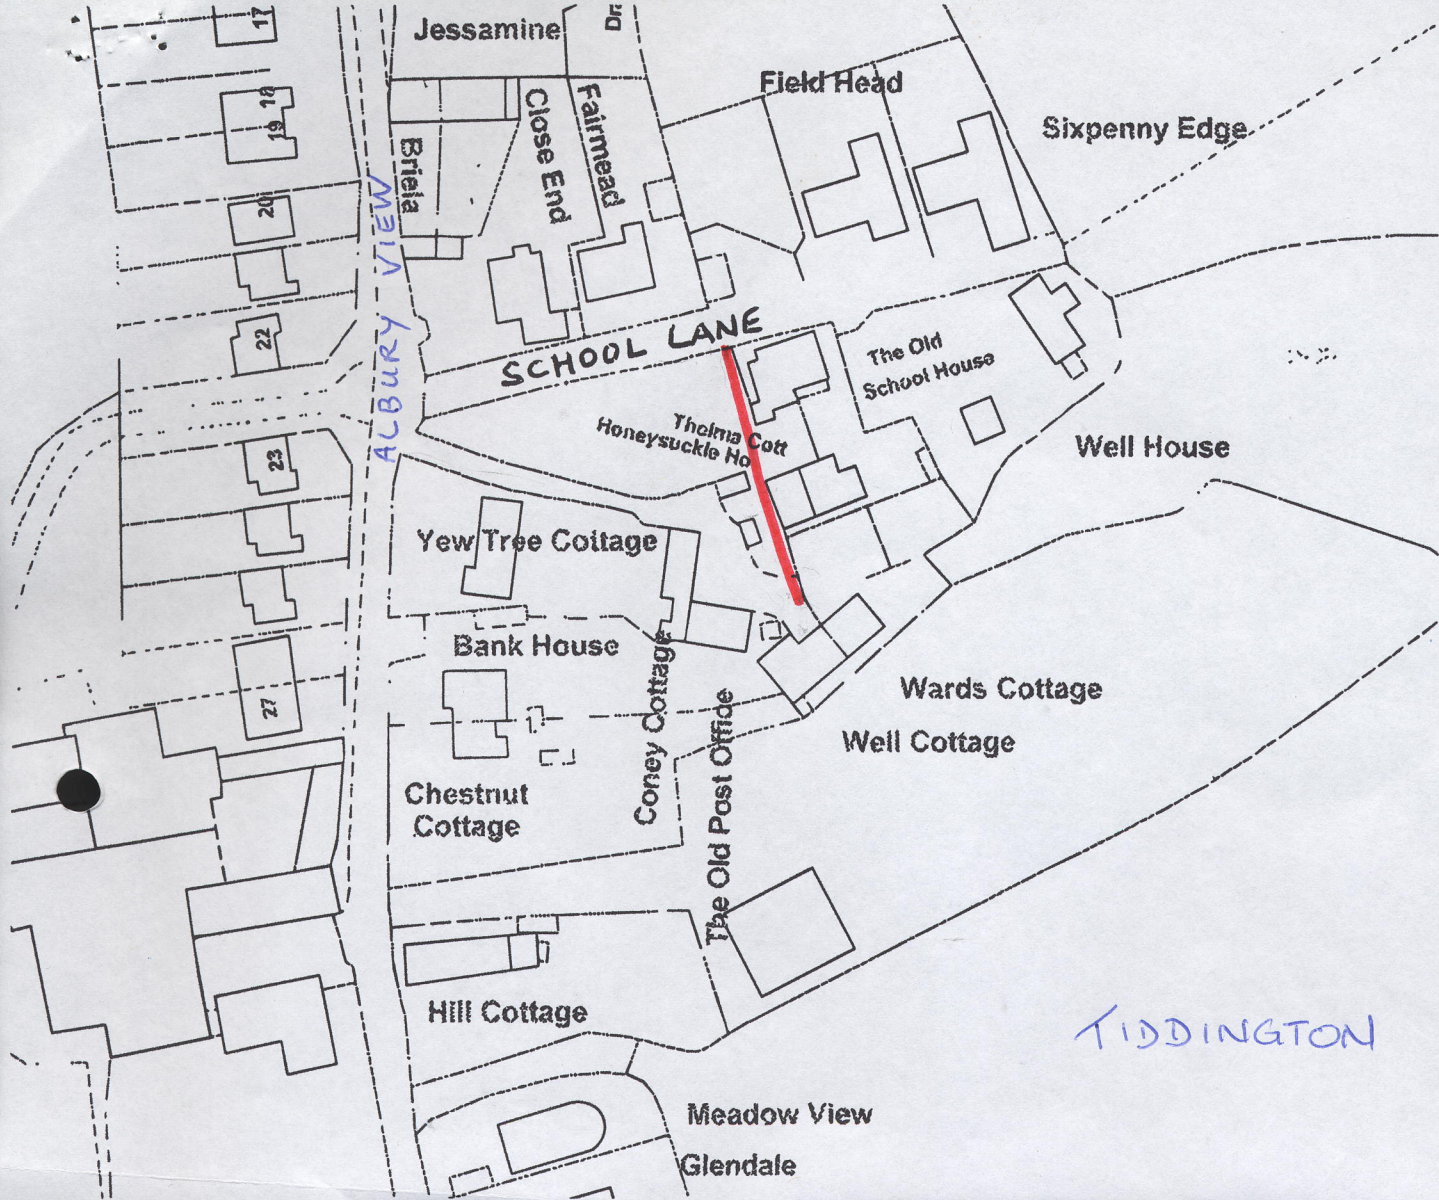 17
Jessamine
Dra
Field Head
18
19
Close End
Fairmead
Sixpenny Edge
Briela
20
ALBURY VIEW
22
SCHOOL LANE
The Old
School House
Thelma Cott
Honeysuckle Ho
23
Well House
Yew Tree Cottage
Bank House
Coney Cottage
27
The Old Post Office
Wards Cottage
Well Cottage
Chestnut
Cottage
Hill Cottage
TIDDINGTON
Meadow View
Glendale